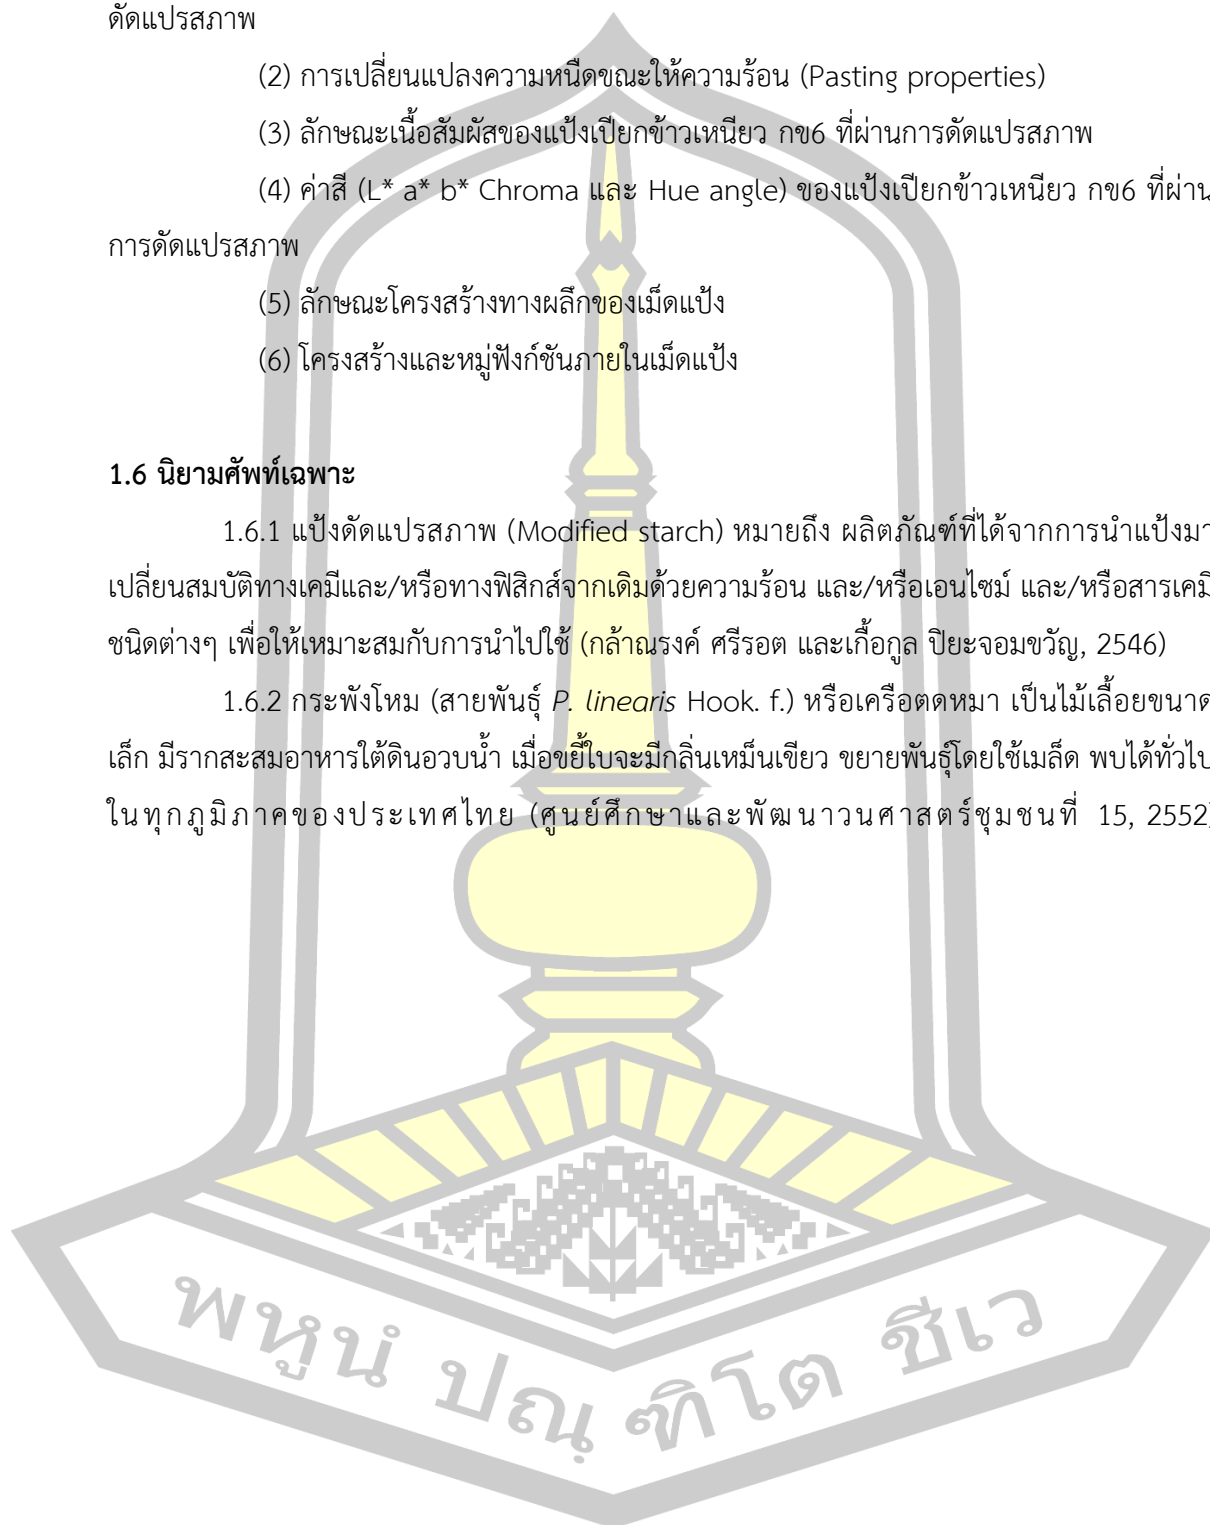 ดัดแปรสภาพ
(2) การเปลี่ยนแปลงความหนืดขณะให้ความร้อน (Pasting properties)
(3) ลักษณะเนื้อสัมผัสของแป้งเปียกข้าวเหนียว กข6 ที่ผ่านการดัดแปรสภาพ
(4) ค่าสี (L* a* b* Chroma และ Hue angle) ของแป้งเปียกข้าวเหนียว กข6 ที่ผ่าน
การดัดแปรสภาพ
(5) ลักษณะโครงสร้างทางผลึกของเม็ดแป้ง
(6) โครงสร้างและหมู่ฟังก์ชันภายในเม็ดแป้ง
1.6 นิยามศัพท์เฉพาะ
1.6.1 แป้งดัดแปรสภาพ (Modified starch) หมายถึง ผลิตภัณฑ์ที่ได้จากการนำแป้งมา
เปลี่ยนสมบัติทางเคมีและ/หรือทางฟิสิกส์จากเดิมด้วยความร้อน และ/หรือเอนไซม์ และ/หรือสารเคมี
ชนิดต่างๆ เพื่อให้เหมาะสมกับการนำไปใช้ (กล้าณรงค์ ศรีรอต และเกื้อกูล ปิยะจอมขวัญ, 2546)
1.6.2 กระพังโหม (สายพันธุ์ P. linearis Hook. f.) หรือเครือตดหมา เป็นไม้เลื้อยขนาด
เล็ก มีรากสะสมอาหารใต้ดินอวบน้ำ เมื่อขยี้ใบจะมีกลิ่นเหม็นเขียว ขยายพันธุ์โดยใช้เมล็ด พบได้ทั่วไป
ในทุกภูมิภาคของประเทศไทย (ศูนย์ศึกษาและพัฒนาวนศาสตร์ชุมชนที่ 15, 2552)
พหูนํ ปณฺฑิโต ชีเว